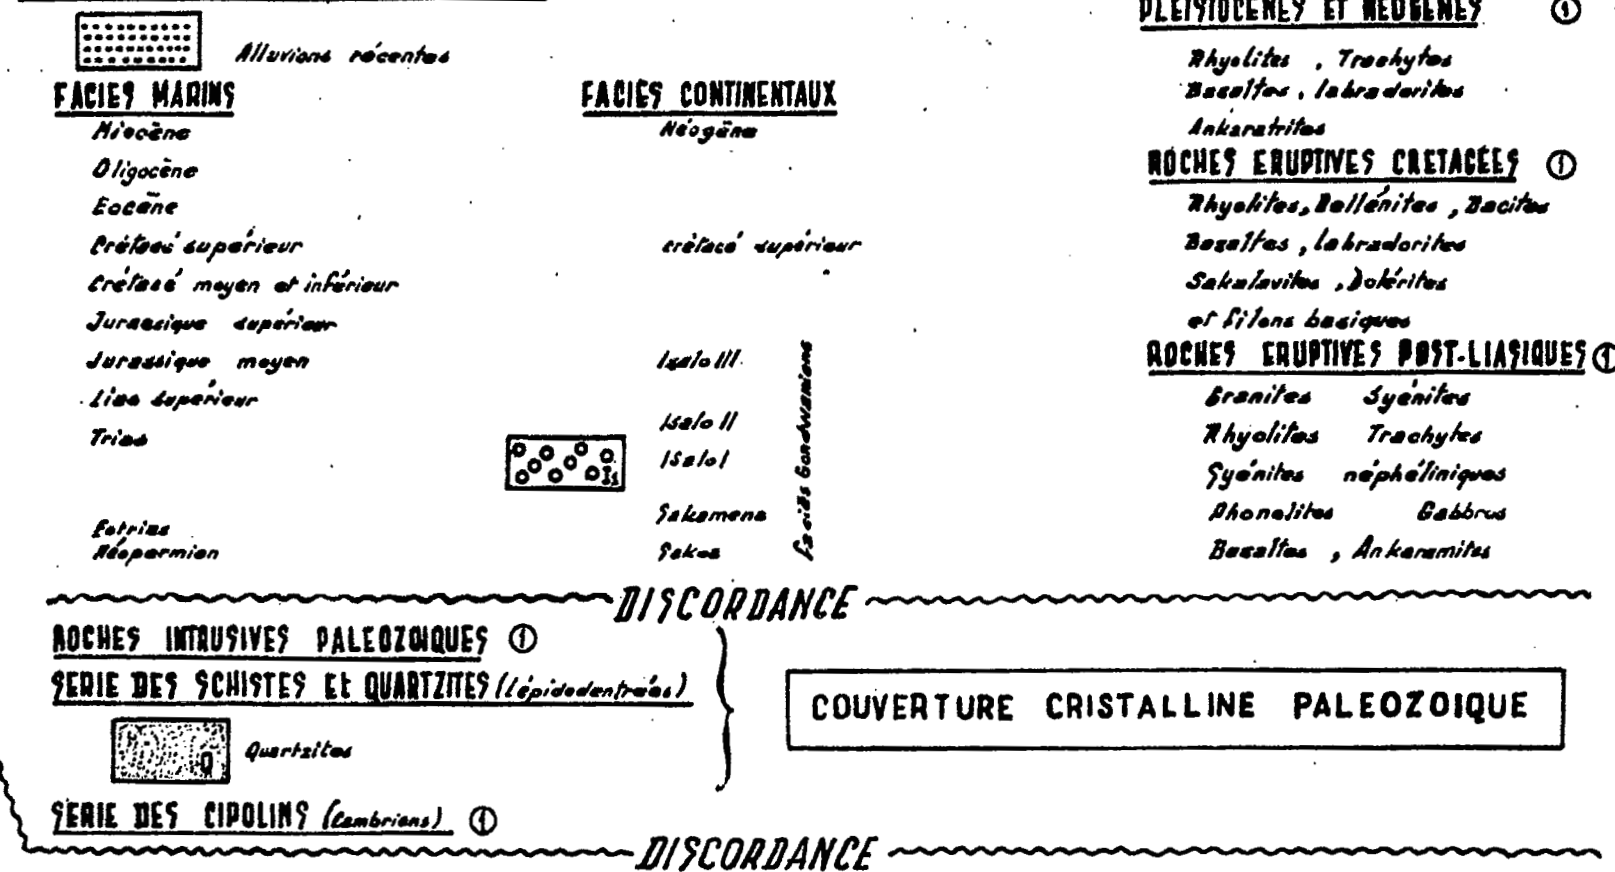 PLEISTOCENES ET NEOGENES ①
Alluvions récentes
Rhyolites , Trachytes
Basaltes , labradorites
Ankaratrites
FACIES MARINS
Miocène
Oligocène
Eocène
Crétacé supérieur
Crétacé moyen et inférieur
Jurassique supérieur
Jurassique moyen
Lias supérieur
Trias
Eotrias
Néopermien
FACIÉS CONTINENTAUX
Néogène
crétacé supérieur
Isalo III
Isalo II
Isalo I
I1
Sakamena
Sakoa
faciès Gondwaniens
ROCHES ERUPTIVES CRETACÉES ①
Rhyolites, Dellénites , Dacites
Basaltes , labradorites
Sakalavites , Dolérites
et filons basiques
ROCHES ERUPTIVES POST-LIASIQUES ①
Granites Syénites
Rhyolites Trachytes
Syénites néphéliniques
Phonolites Gabbros
Basaltes , Ankaramites
DISCORDANCE
ROCHES INTRUSIVES PALEOZOIQUES ①
SERIE DES SCHISTES Et QUARTZITES (lépidodendrées)
Q Quartzites
COUVERTURE CRISTALLINE PALEOZOIQUE
SERIE DES CIPOLINS (Cambriens) ①
DISCORDANCE